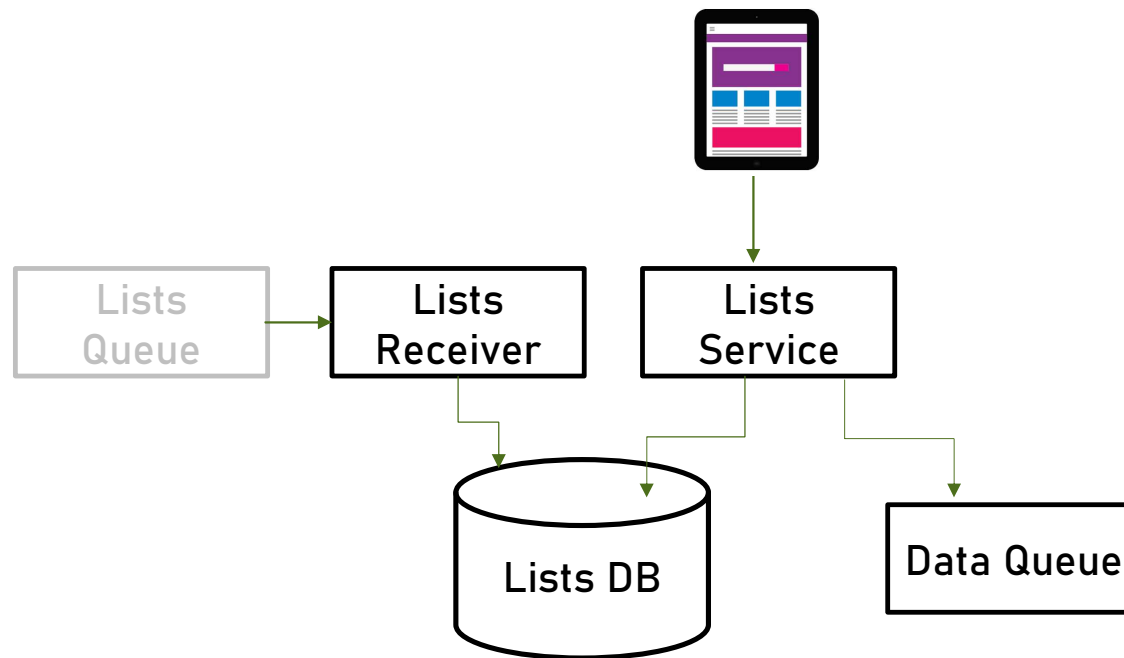 Lists
Queue
Lists
Receiver
Lists
Service
Lists DB
Data Queue